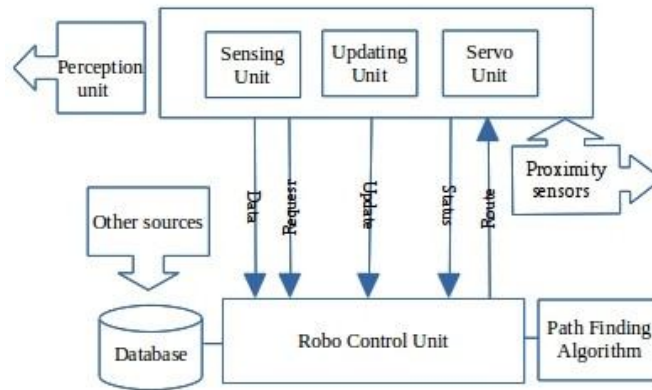 Sensing
Unit
Updating
Unit
Servo
Unit
Perception
unit
Proximity
sensors
Data
Request
Update
Status
Route
Other sources
Database
Robo Control Unit
Path Finding
Algorithm